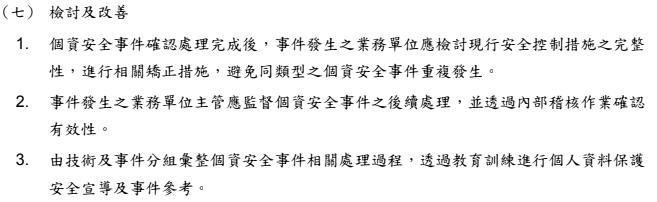 （七） 檢討及改善
1. 個資安全事件確認處理完成後，事件發生之業務單位應檢討現行安全控制措施之完整
性，進行相關矯正措施，避免同類型之個資安全事件重複發生。
2. 事件發生之業務單位主管應監督個資安全事件之後續處理，並透過內部稽核作業確認
有效性。
3. 由技術及事件分組彙整個資安全事件相關處理過程，透過教育訓練進行個人資料保護
安全宣導及事件參考。